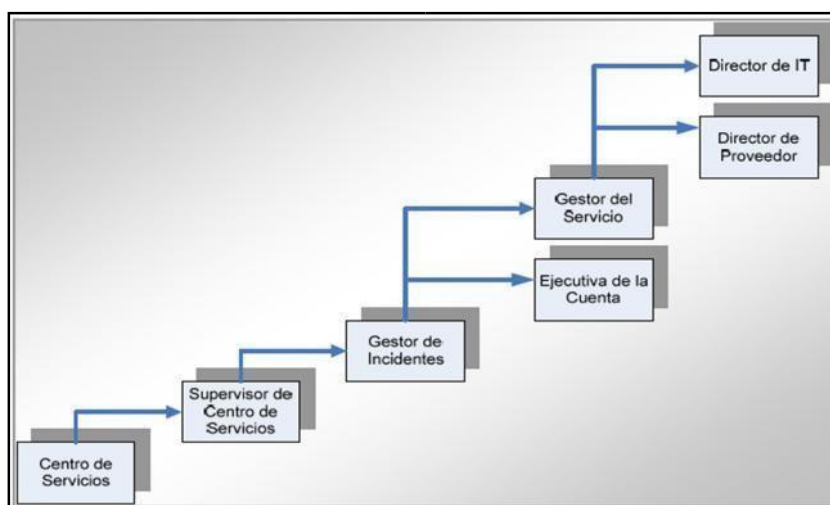 Director de IT
Director de
Proveedor
Gestor del
Servicio
Ejecutiva de la
Cuenta
Gestor de
Incidentes
Supervisor de
Centro de
Servicios
Centro de
Servicios